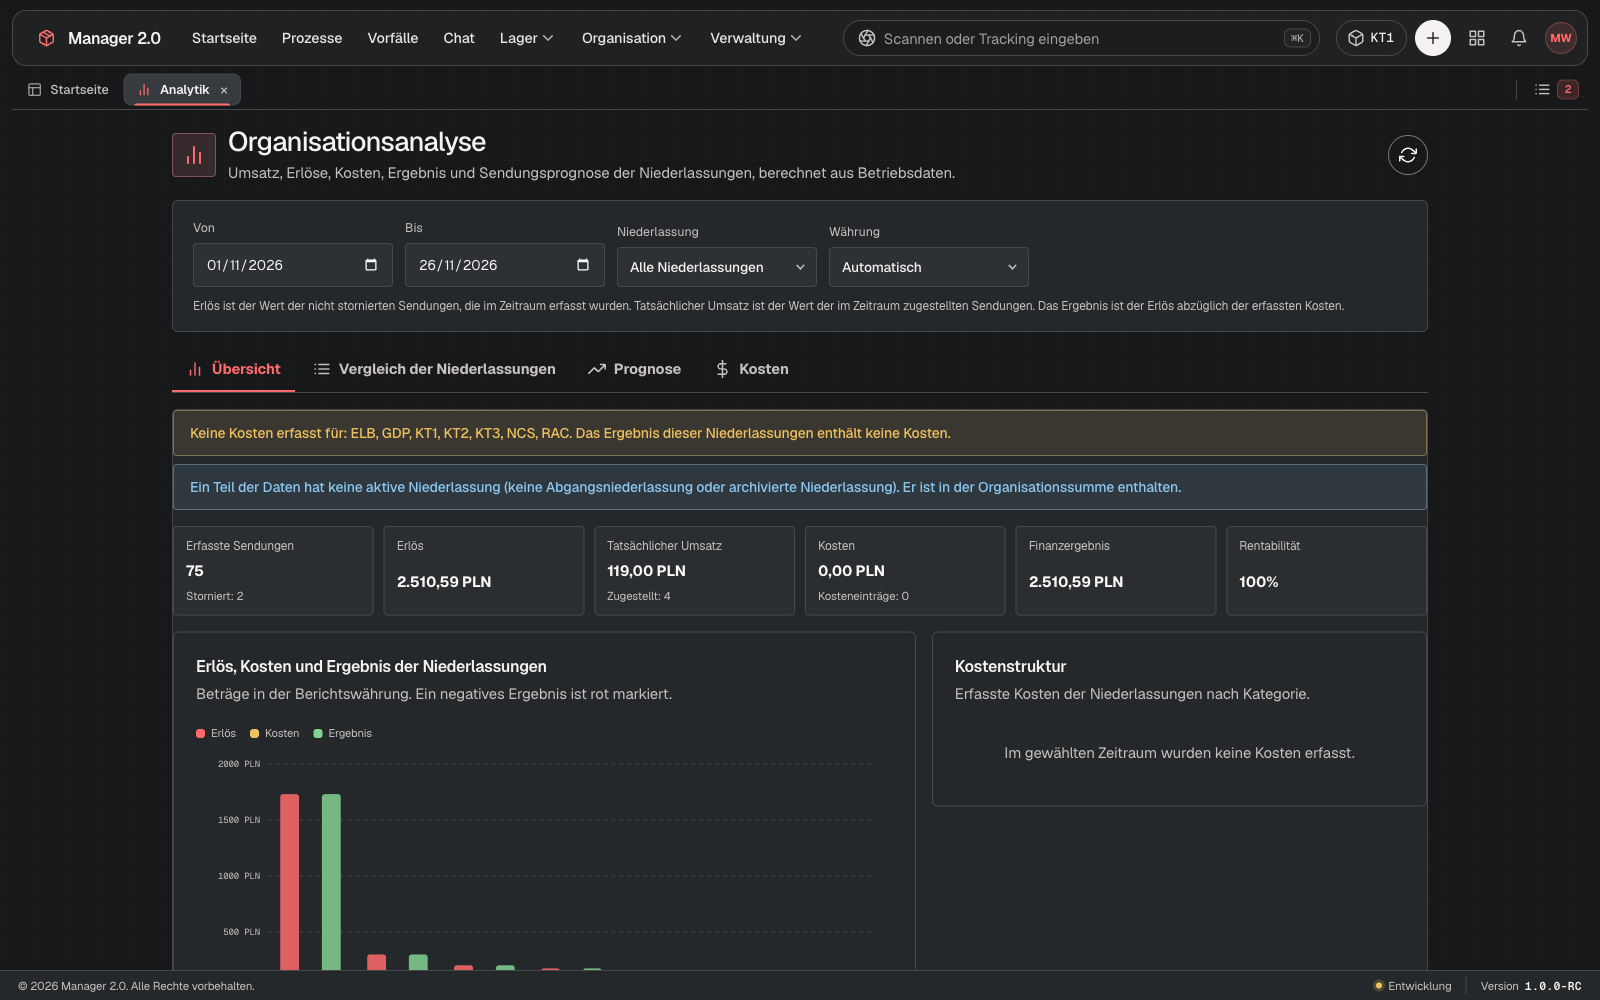 Manager 2.0
Startseite
Prozesse
Vorfälle
Chat
Lager
Organisation
Verwaltung
Scannen oder Tracking eingeben
⌘K
KT1
MW
Startseite
Analytik ×
2
Organisationsanalyse
Umsatz, Erlöse, Kosten, Ergebnis und Sendungsprognose der Niederlassungen, berechnet aus Betriebsdaten.
Von
Bis
Niederlassung
Währung
01/11/2026
26/11/2026
Alle Niederlassungen
Automatisch
Erlös ist der Wert der nicht stornierten Sendungen, die im Zeitraum erfasst wurden. Tatsächlicher Umsatz ist der Wert der im Zeitraum zugestellten Sendungen. Das Ergebnis ist der Erlös abzüglich der erfassten Kosten.
Übersicht
Vergleich der Niederlassungen
Prognose
Kosten
Keine Kosten erfasst für: ELB, GDP, KT1, KT2, KT3, NCS, RAC. Das Ergebnis dieser Niederlassungen enthält keine Kosten.
Ein Teil der Daten hat keine aktive Niederlassung (keine Abgangsniederlassung oder archivierte Niederlassung). Er ist in der Organisationssumme enthalten.
Erfasste Sendungen
75
Storniert: 2
Erlös
2.510,59 PLN
Tatsächlicher Umsatz
119,00 PLN
Zugestellt: 4
Kosten
0,00 PLN
Kosteneinträge: 0
Finanzergebnis
2.510,59 PLN
Rentabilität
100%
Erlös, Kosten und Ergebnis der Niederlassungen
Beträge in der Berichtswährung. Ein negatives Ergebnis ist rot markiert.
Erlös
Kosten
Ergebnis
2000 PLN
1500 PLN
1000 PLN
500 PLN
Kostenstruktur
Erfasste Kosten der Niederlassungen nach Kategorie.
Im gewählten Zeitraum wurden keine Kosten erfasst.
© 2026 Manager 2.0. Alle Rechte vorbehalten.
Entwicklung
Version 1.0.0-RC